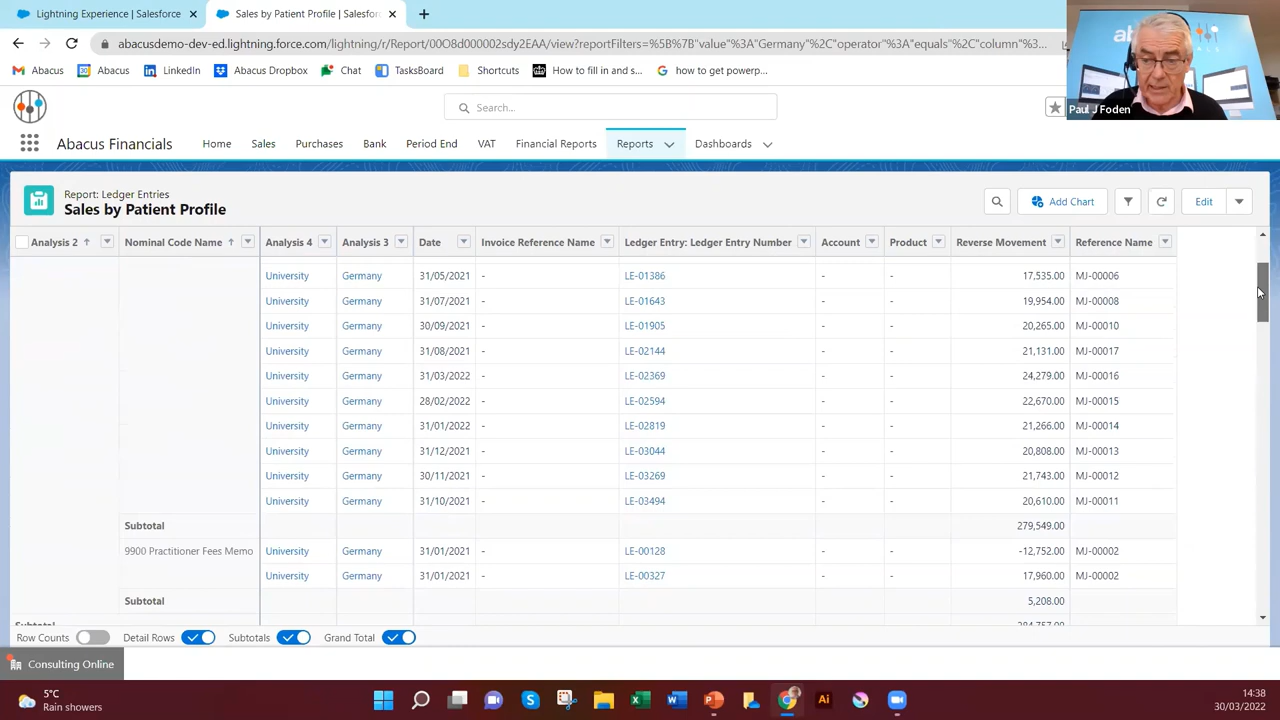 Lightning Experience | Salesforce
Sales by Patient Profile | Salesfor
abacusdemo-dev-ed.lightning.force.com/lightning/r/Report/00O8d000002sYy2EAA/view?reportFilters=%5B%7B"value"%3A"Germany"%2C"operator"%3A"equals"%2C"column"%3...
Abacus
Abacus
LinkedIn
Abacus Dropbox
Chat
TasksBoard
Shortcuts
How to fill in and s...
how to get powerp...
Paul J Foden
Search...
Abacus Financials
Home
Sales
Purchases
Bank
Period End
VAT
Financial Reports
Reports
Dashboards
Report: Ledger Entries
Sales by Patient Profile
Add Chart
Edit
Analysis 2 ↑ Nominal Code Name ↑ Analysis 4 Analysis 3 Date Invoice Reference Name Ledger Entry: Ledger Entry Number Account Product Reverse Movement Reference Name
University Germany 31/05/2021 - LE-01386 - - 17,535.00 MJ-00006
University Germany 31/07/2021 - LE-01643 - - 19,954.00 MJ-00008
University Germany 30/09/2021 - LE-01905 - - 20,265.00 MJ-00010
University Germany 31/08/2021 - LE-02144 - - 21,131.00 MJ-00017
University Germany 31/03/2022 - LE-02369 - - 24,279.00 MJ-00016
University Germany 28/02/2022 - LE-02594 - - 22,670.00 MJ-00015
University Germany 31/01/2022 - LE-02819 - - 21,266.00 MJ-00014
University Germany 31/12/2021 - LE-03044 - - 20,808.00 MJ-00013
University Germany 30/11/2021 - LE-03269 - - 21,743.00 MJ-00012
University Germany 31/10/2021 - LE-03494 - - 20,610.00 MJ-00011
Subtotal 279,549.00
9900 Practitioner Fees Memo University Germany 31/01/2021 - LE-00128 - - -12,752.00 MJ-00002
University Germany 31/01/2021 - LE-00327 - - 17,960.00 MJ-00002
Subtotal 5,208.00
Subtotal 284,757.00
Row Counts
Detail Rows
Subtotals
Grand Total
Consulting Online
5°C
Rain showers
14:38
30/03/2022